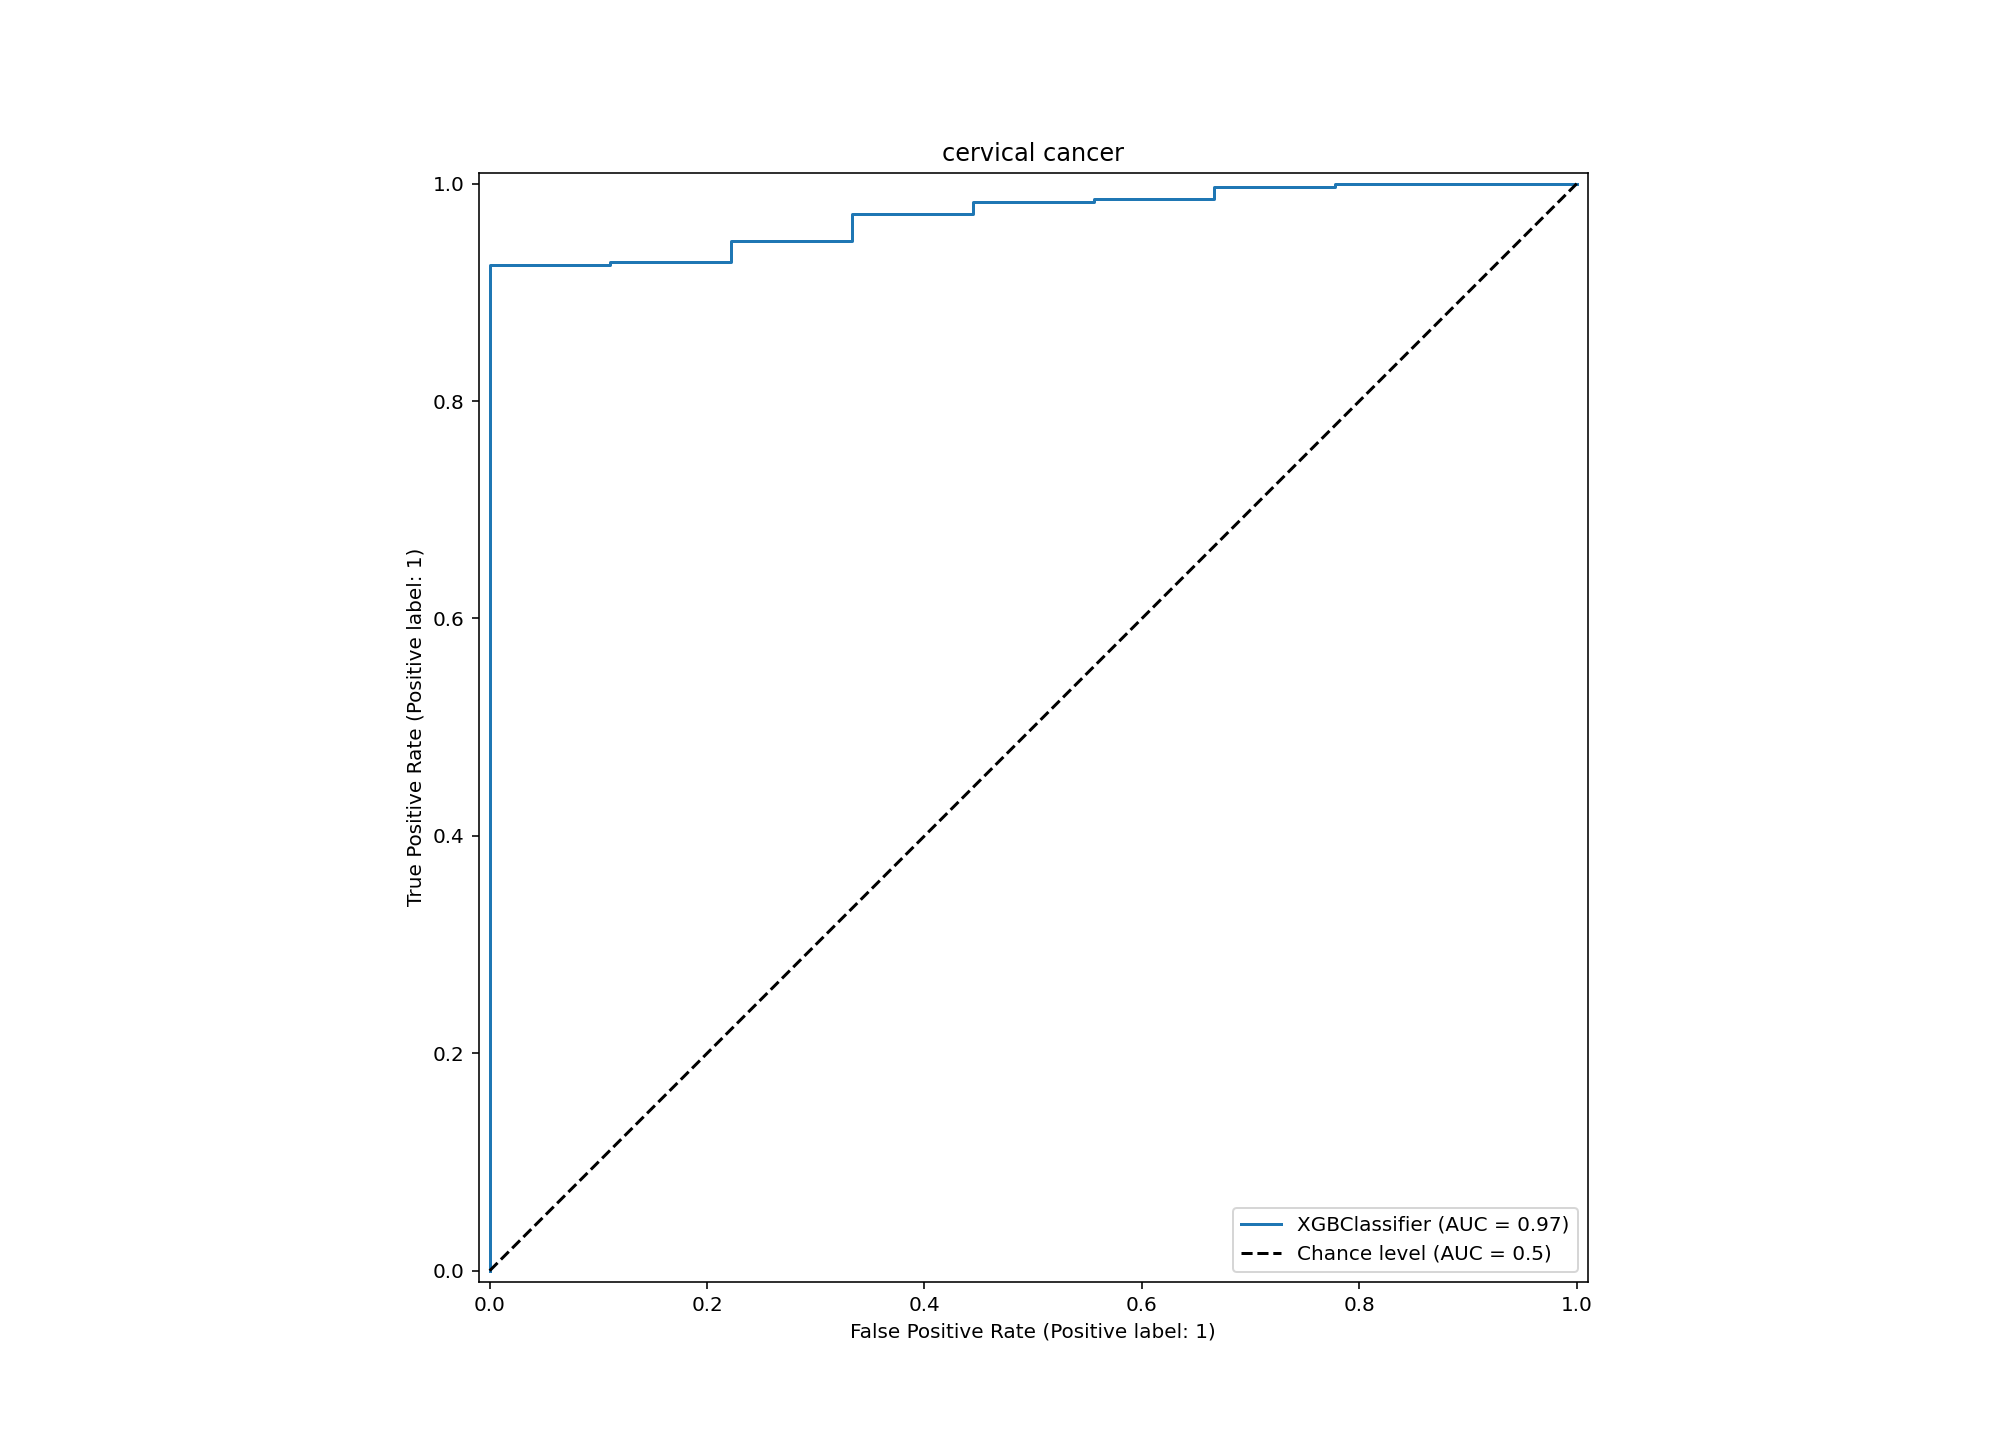 cervical cancer
1.0
0.8
0.6
0.4
0.2
0.0
True Positive Rate (Positive label: 1)
0.0 0.2 0.4 0.6 0.8 1.0
False Positive Rate (Positive label: 1)
XGBClassifier (AUC = 0.97)
Chance level (AUC = 0.5)